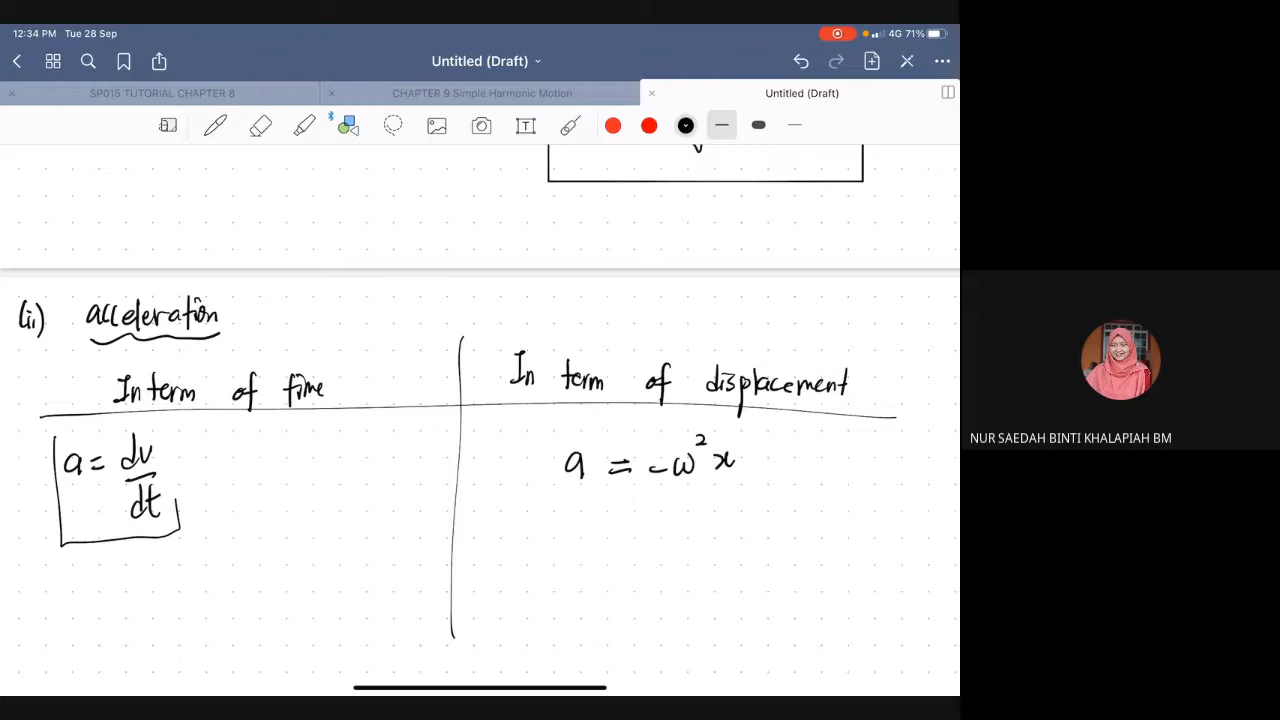 12:34 PM Tue 28 Sep
4G 71%
Untitled (Draft)
SP015 TUTORIAL CHAPTER 8
CHAPTER 9 Simple Harmonic Motion
Untitled (Draft)
T
(ii) acceleration
In term of time
In term of displacement
a = dv
dt
a = -ω² x
NUR SAEDAH BINTI KHALAPIAH BM